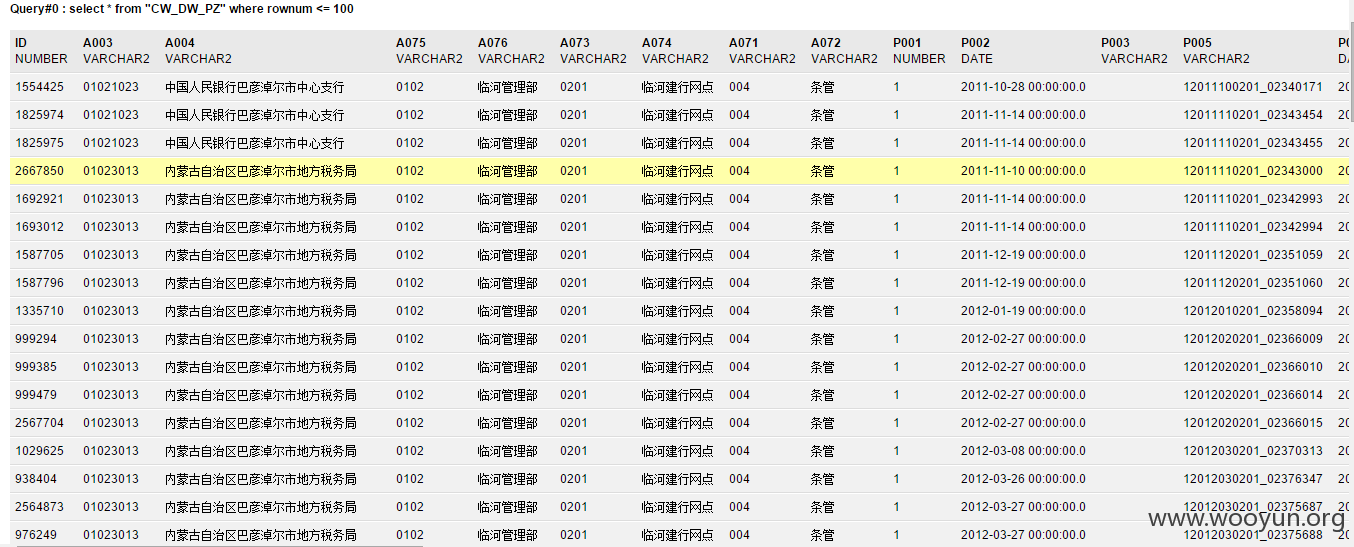 Query#0 : select * from "CW_DW_PZ" where rownum <= 100
ID A003 A004 A075 A076 A073 A074 A071 A072 P001 P002 P003 P005
NUMBER VARCHAR2 VARCHAR2 VARCHAR2 VARCHAR2 VARCHAR2 VARCHAR2 VARCHAR2 VARCHAR2 NUMBER DATE VARCHAR2 VARCHAR2
1554425 01021023 中国人民银行巴彦淖尔市中心支行 0102 临河管理部 0201 临河建行网点 004 条管 1 2011-10-28 00:00:00.0 12011100201_02340171 20
1825974 01021023 中国人民银行巴彦淖尔市中心支行 0102 临河管理部 0201 临河建行网点 004 条管 1 2011-11-14 00:00:00.0 12011110201_02343454 20
1825975 01021023 中国人民银行巴彦淖尔市中心支行 0102 临河管理部 0201 临河建行网点 004 条管 1 2011-11-14 00:00:00.0 12011110201_02343455 20
2667850 01023013 内蒙古自治区巴彦淖尔市地方税务局 0102 临河管理部 0201 临河建行网点 004 条管 1 2011-11-10 00:00:00.0 12011110201_02343000 20
1692921 01023013 内蒙古自治区巴彦淖尔市地方税务局 0102 临河管理部 0201 临河建行网点 004 条管 1 2011-11-14 00:00:00.0 12011110201_02342993 20
1693012 01023013 内蒙古自治区巴彦淖尔市地方税务局 0102 临河管理部 0201 临河建行网点 004 条管 1 2011-11-14 00:00:00.0 12011110201_02342994 20
1587705 01023013 内蒙古自治区巴彦淖尔市地方税务局 0102 临河管理部 0201 临河建行网点 004 条管 1 2011-12-19 00:00:00.0 12011120201_02351059 20
1587796 01023013 内蒙古自治区巴彦淖尔市地方税务局 0102 临河管理部 0201 临河建行网点 004 条管 1 2011-12-19 00:00:00.0 12011120201_02351060 20
1335710 01023013 内蒙古自治区巴彦淖尔市地方税务局 0102 临河管理部 0201 临河建行网点 004 条管 1 2012-01-19 00:00:00.0 12012010201_02358094 20
999294 01023013 内蒙古自治区巴彦淖尔市地方税务局 0102 临河管理部 0201 临河建行网点 004 条管 1 2012-02-27 00:00:00.0 12012020201_02366009 20
999385 01023013 内蒙古自治区巴彦淖尔市地方税务局 0102 临河管理部 0201 临河建行网点 004 条管 1 2012-02-27 00:00:00.0 12012020201_02366010 20
999479 01023013 内蒙古自治区巴彦淖尔市地方税务局 0102 临河管理部 0201 临河建行网点 004 条管 1 2012-02-27 00:00:00.0 12012020201_02366014 20
2567704 01023013 内蒙古自治区巴彦淖尔市地方税务局 0102 临河管理部 0201 临河建行网点 004 条管 1 2012-02-27 00:00:00.0 12012020201_02366015 20
1029625 01023013 内蒙古自治区巴彦淖尔市地方税务局 0102 临河管理部 0201 临河建行网点 004 条管 1 2012-03-08 00:00:00.0 12012030201_02370313 20
938404 01023013 内蒙古自治区巴彦淖尔市地方税务局 0102 临河管理部 0201 临河建行网点 004 条管 1 2012-03-26 00:00:00.0 12012030201_02376347 20
2564873 01023013 内蒙古自治区巴彦淖尔市地方税务局 0102 临河管理部 0201 临河建行网点 004 条管 1 2012-03-27 00:00:00.0 12012030201_02375687 20
976249 01023013 内蒙古自治区巴彦淖尔市地方税务局 0102 临河管理部 0201 临河建行网点 004 条管 1 2012-03-27 00:00:00.0 12012030201_02375688 20
www.wooyun.org